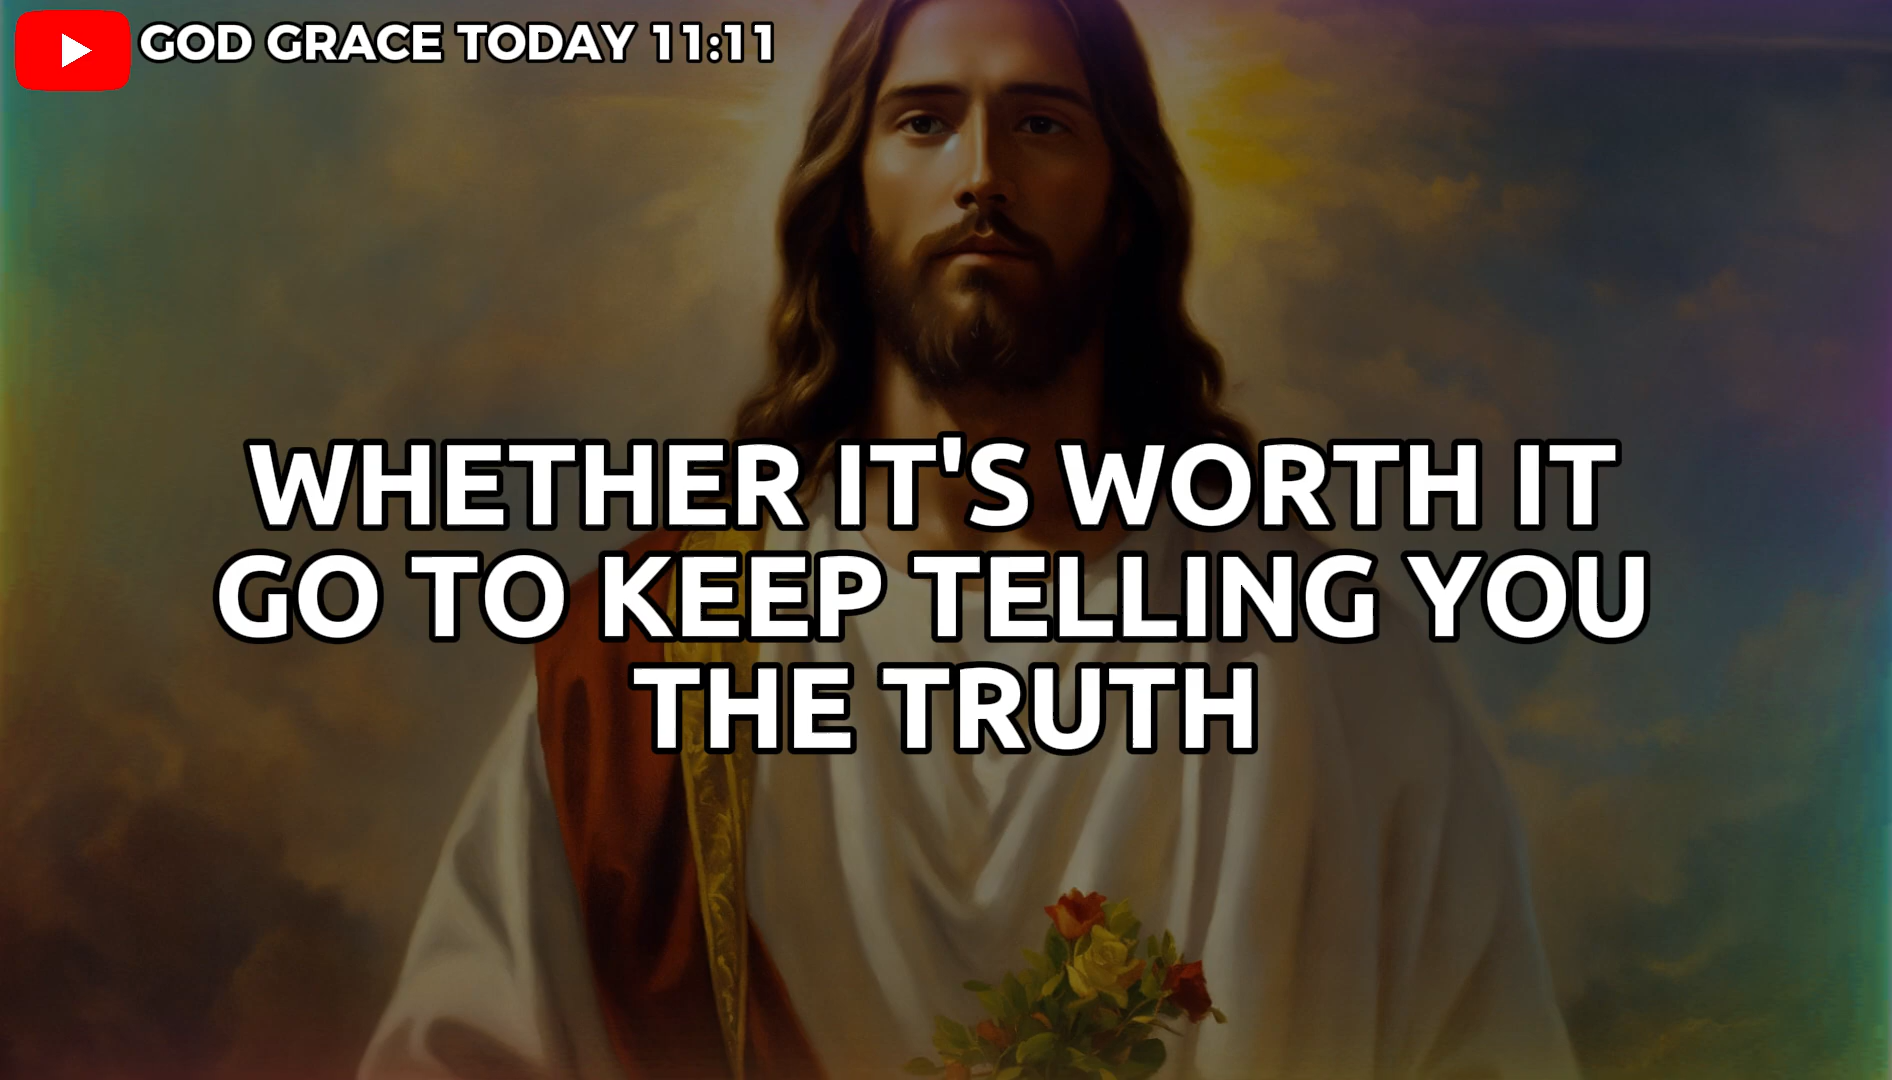 GOD GRACE TODAY 11:11
WHETHER IT'S WORTH IT
GO TO KEEP TELLING YOU
THE TRUTH